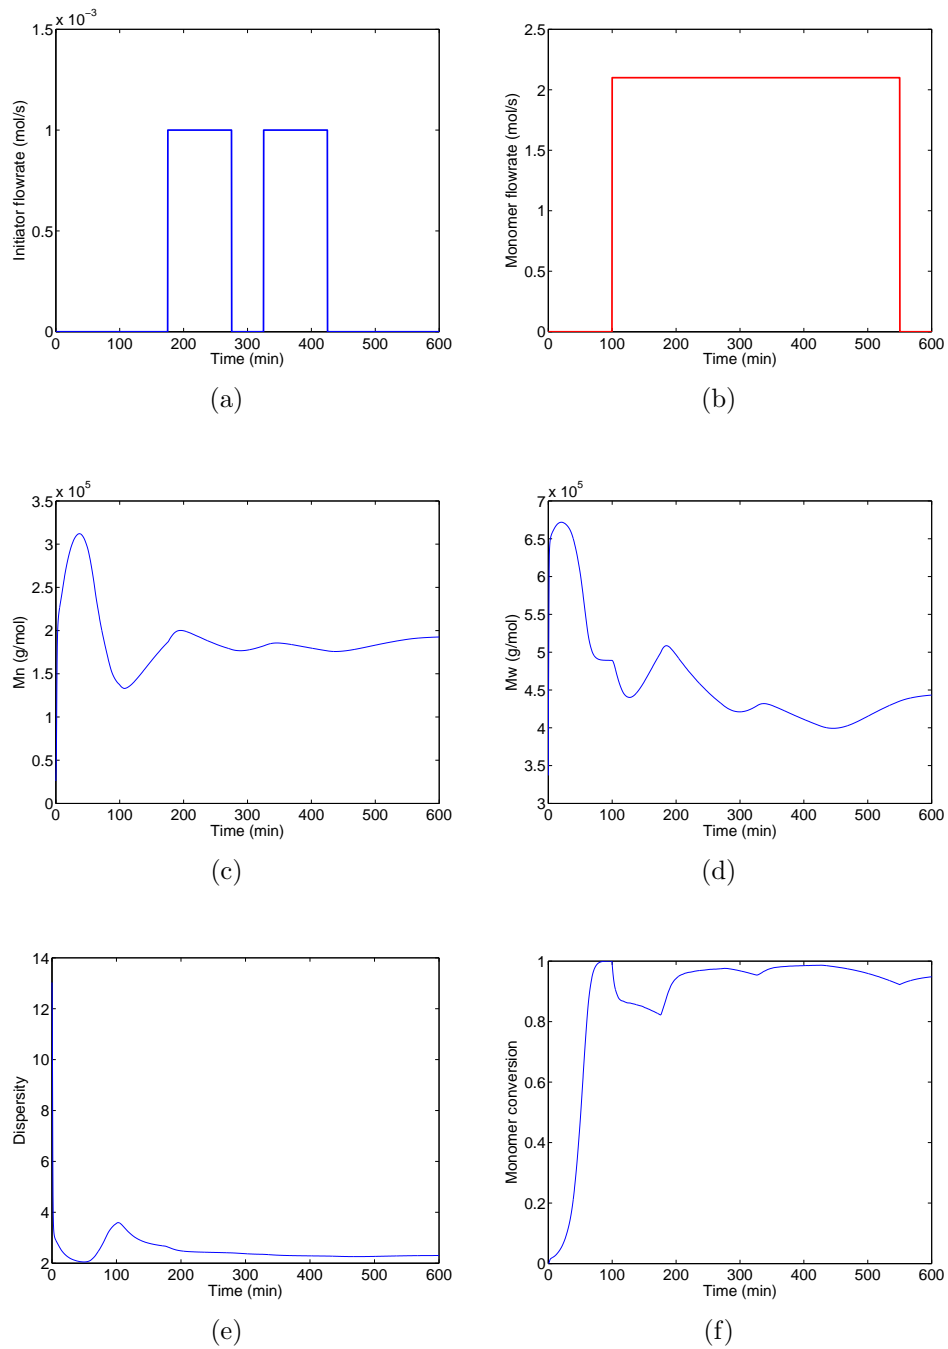 x 10−3
1.5
1
0.5
0
Initiator flowrate (mol/s)
0 100 200 300 400 500 600
Time (min)
(a)
2.5
2
1.5
1
0.5
0
Monomer flowrate (mol/s)
0 100 200 300 400 500 600
Time (min)
(b)
x 10^5
3.5
3
2.5
2
1.5
1
0.5
0
Mn (g/mol)
0 100 200 300 400 500 600
Time (min)
(c)
x 10^5
7
6.5
6
5.5
5
4.5
4
3.5
3
Mw (g/mol)
0 100 200 300 400 500 600
Time (min)
(d)
14
12
10
8
6
4
2
Dispersity
0 100 200 300 400 500 600
Time (min)
(e)
1
0.8
0.6
0.4
0.2
0
Monomer conversion
0 100 200 300 400 500 600
Time (min)
(f)